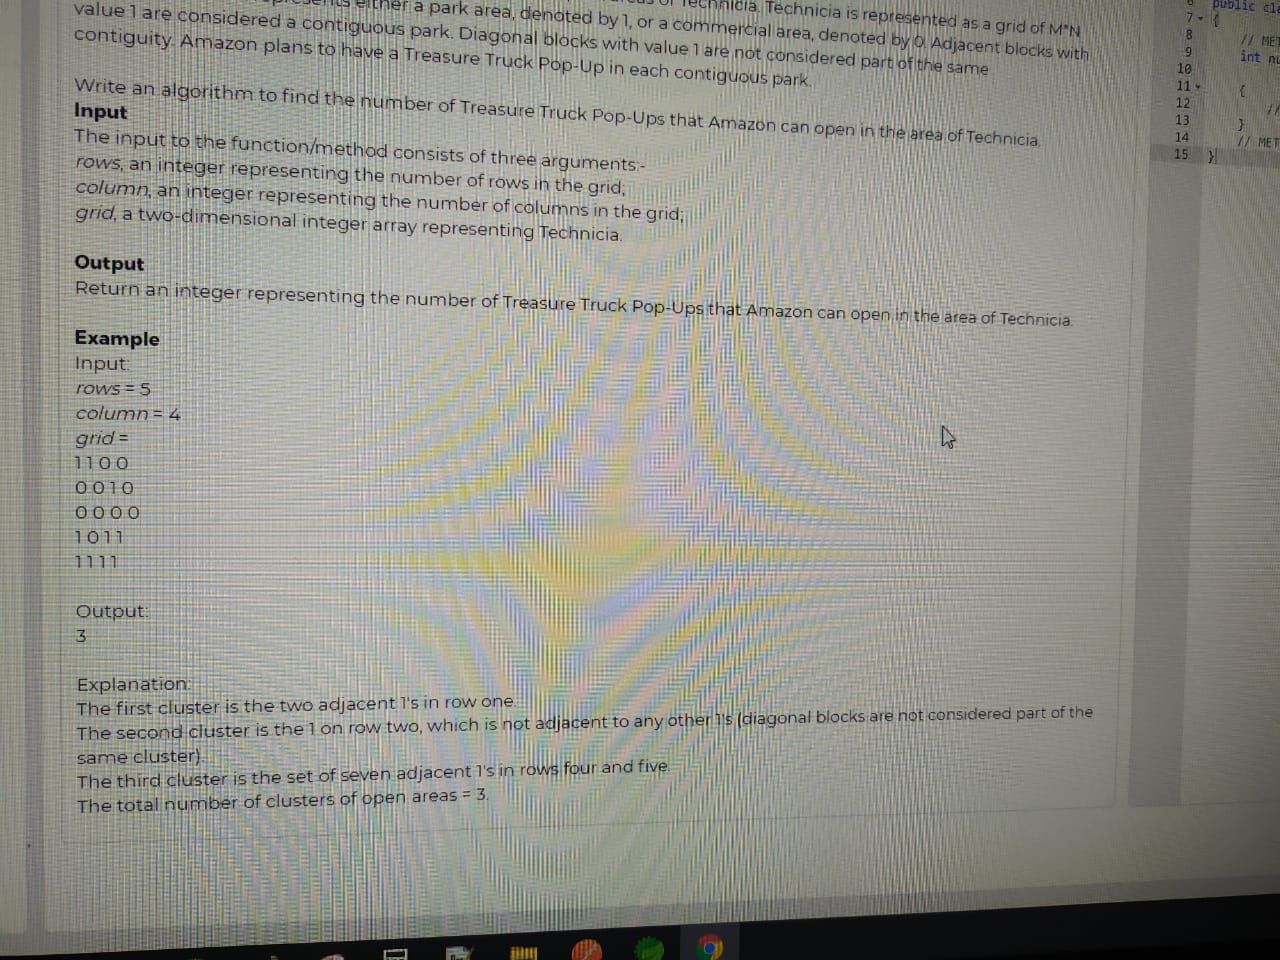 either a park area, denoted by 1, or a commercial area, denoted by 0. Adjacent blocks with
Technicia. Technicia is represented as a grid of M*N
value 1 are considered a contiguous park. Diagonal blocks with value 1 are not considered part of the same
contiguity. Amazon plans to have a Treasure Truck Pop-Up in each contiguous park.
Write an algorithm to find the number of Treasure Truck Pop-Ups that Amazon can open in the area of Technicia.
Input
The input to the function/method consists of three arguments:-
rows, an integer representing the number of rows in the grid;
column, an integer representing the number of columns in the grid;
grid, a two-dimensional integer array representing Technicia.
Output
Return an integer representing the number of Treasure Truck Pop-Ups that Amazon can open in the area of Technicia.
Example
Input:
rows = 5
column = 4
grid =
1 1 0 0
0 0 1 0
0 0 0 0
1 0 1 1
1 1 1 1
Output:
3
Explanation:
The first cluster is the two adjacent 1's in row one.
The second cluster is the 1 on row two, which is not adjacent to any other 1's (diagonal blocks are not considered part of the
same cluster).
The third cluster is the set of seven adjacent 1's in rows four and five.
The total number of clusters of open areas = 3.
public
7 {
8 //
9 int
10
11 {
12 //
13 }
14 //
15 }